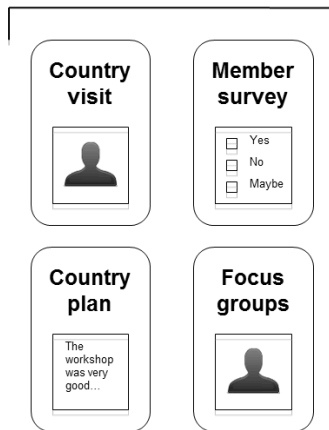 Country
visit
Member
survey
Yes
No
Maybe
Country
plan
The
workshop
was very
good…
Focus
groups